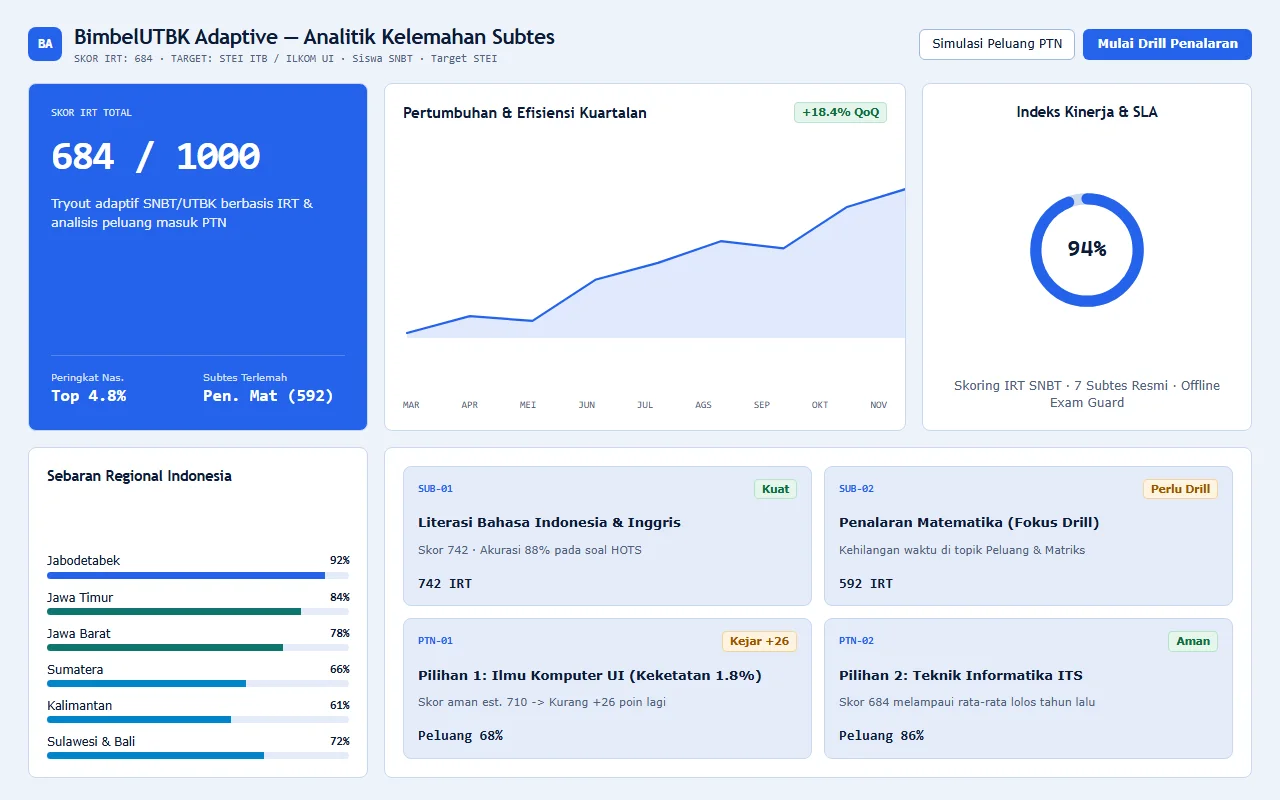 BA
BimbelUTBK Adaptive — Analitik Kelemahan Subtes
SKOR IRT: 684 · TARGET: STEI ITB / ILKOM UI · Siswa SNBT · Target STEI
Simulasi Peluang PTN
Mulai Drill Penalaran
SKOR IRT TOTAL
684 / 1000
Tryout adaptif SNBT/UTBK berbasis IRT &
analisis peluang masuk PTN
Peringkat Nas.
Top 4.8%
Subtes Terlemah
Pen. Mat (592)
Pertumbuhan & Efisiensi Kuartalan
+18.4% QoQ
MAR APR MEI JUN JUL AGS SEP OKT NOV
Indeks Kinerja & SLA
94%
Skoring IRT SNBT · 7 Subtes Resmi · Offline
Exam Guard
Sebaran Regional Indonesia
Jabodetabek 92%
Jawa Timur 84%
Jawa Barat 78%
Sumatera 66%
Kalimantan 61%
Sulawesi & Bali 72%
SUB-01
Kuat
Literasi Bahasa Indonesia & Inggris
Skor 742 · Akurasi 88% pada soal HOTS
742 IRT
SUB-02
Perlu Drill
Penalaran Matematika (Fokus Drill)
Kehilangan waktu di topik Peluang & Matriks
592 IRT
PTN-01
Kejar +26
Pilihan 1: Ilmu Komputer UI (Keketatan 1.8%)
Skor aman est. 710 -> Kurang +26 poin lagi
Peluang 68%
PTN-02
Aman
Pilihan 2: Teknik Informatika ITS
Skor 684 melampaui rata-rata lolos tahun lalu
Peluang 86%